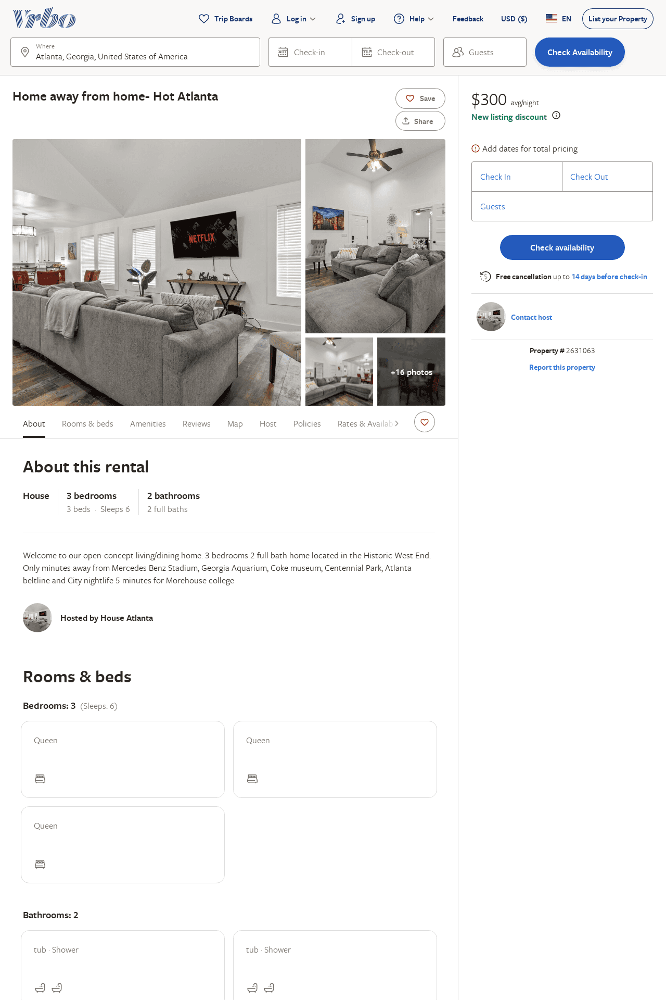 Vrbo
Trip Boards
Log in
Sign up
Help
Feedback
USD ($)
EN
List your Property
Where
Atlanta, Georgia, United States of America
Check-in
Check-out
Guests
Check Availability
Home away from home- Hot Atlanta
Save
Share
NETFLIX
Believe
+16 photos
$300 avg/night
New listing discount
Add dates for total pricing
Check In
Check Out
Guests
Check availability
Free cancellation up to 14 days before check-in
Contact host
Property # 2631063
Report this property
About
Rooms & beds
Amenities
Reviews
Map
Host
Policies
Rates & Availab
About this rental
House
3 bedrooms
3 beds · Sleeps 6
2 bathrooms
2 full baths
Welcome to our open-concept living/dining home. 3 bedrooms 2 full bath home located in the Historic West End.
Only minutes away from Mercedes Benz Stadium, Georgia Aquarium, Coke museum, Centennial Park, Atlanta
beltline and City nightlife 5 minutes for Morehouse college
Hosted by House Atlanta
Rooms & beds
Bedrooms: 3 (Sleeps: 6)
Queen
Queen
Queen
Bathrooms: 2
tub · Shower
tub · Shower